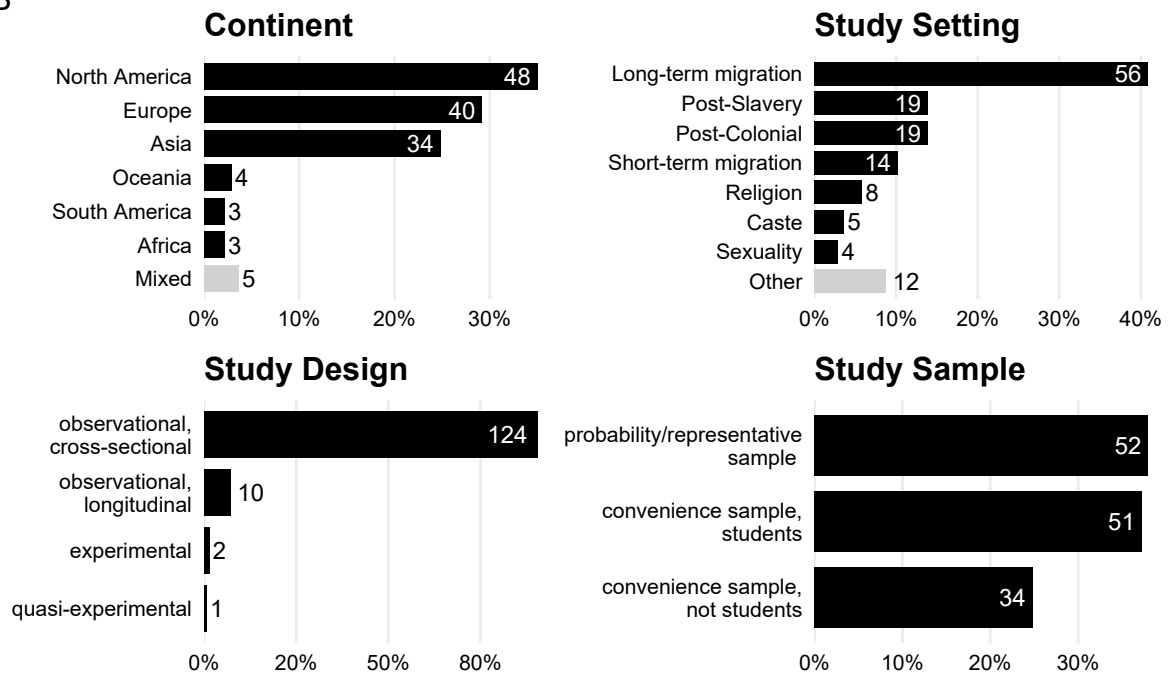 Continent
North America 48
Europe 40
Asia 34
Oceania 4
South America 3
Africa 3
Mixed 5
0% 10% 20% 30%
Study Setting
Long-term migration 56
Post-Slavery 19
Post-Colonial 19
Short-term migration 14
Religion 8
Caste 5
Sexuality 4
Other 12
0% 10% 20% 30% 40%
Study Design
observational,
cross-sectional 124
observational,
longitudinal 10
experimental 2
quasi-experimental 1
0% 20% 50% 80%
Study Sample
probability/representative
sample 52
convenience sample,
students 51
convenience sample,
not students 34
0% 10% 20% 30%